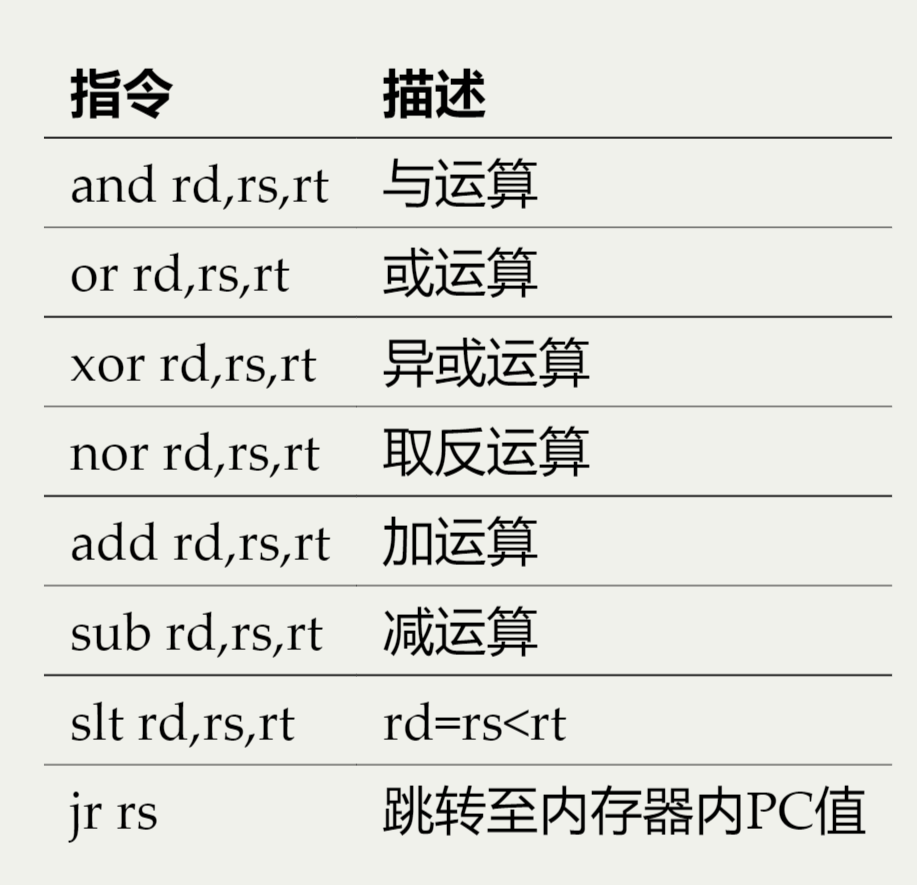 指令 描述
and rd,rs,rt 与运算
or rd,rs,rt 或运算
xor rd,rs,rt 异或运算
nor rd,rs,rt 取反运算
add rd,rs,rt 加运算
sub rd,rs,rt 减运算
slt rd,rs,rt rd=rs<rt
jr rs 跳转至内存器内PC值